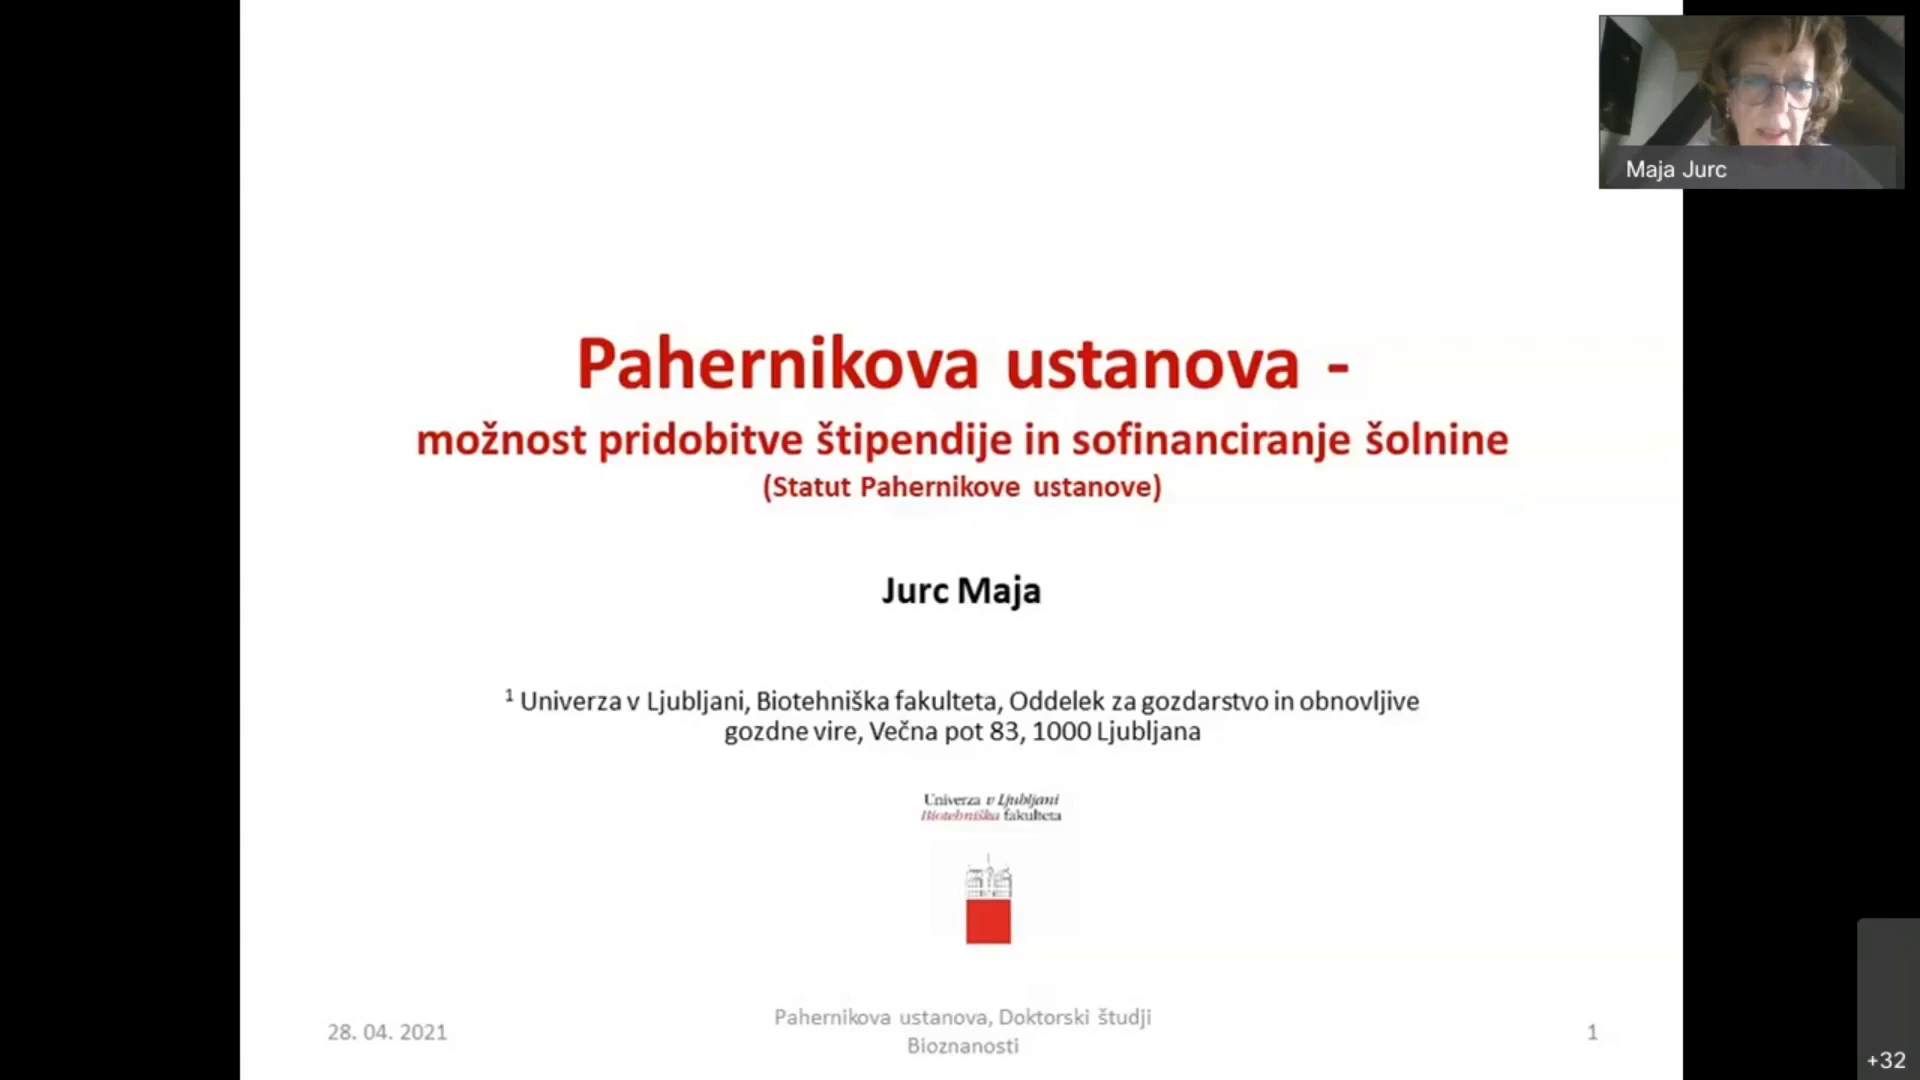 Maja Jurc
Pahernikova ustanova -
možnost pridobitve štipendije in sofinanciranje šolnine
(Statut Pahernikove ustanove)
Jurc Maja
¹ Univerza v Ljubljani, Biotehniška fakulteta, Oddelek za gozdarstvo in obnovljive
gozdne vire, Večna pot 83, 1000 Ljubljana
Univerza v Ljubljani
Biotehniška fakulteta
28. 04. 2021
Pahernikova ustanova, Doktorski študji
Bioznanosti
1
+32